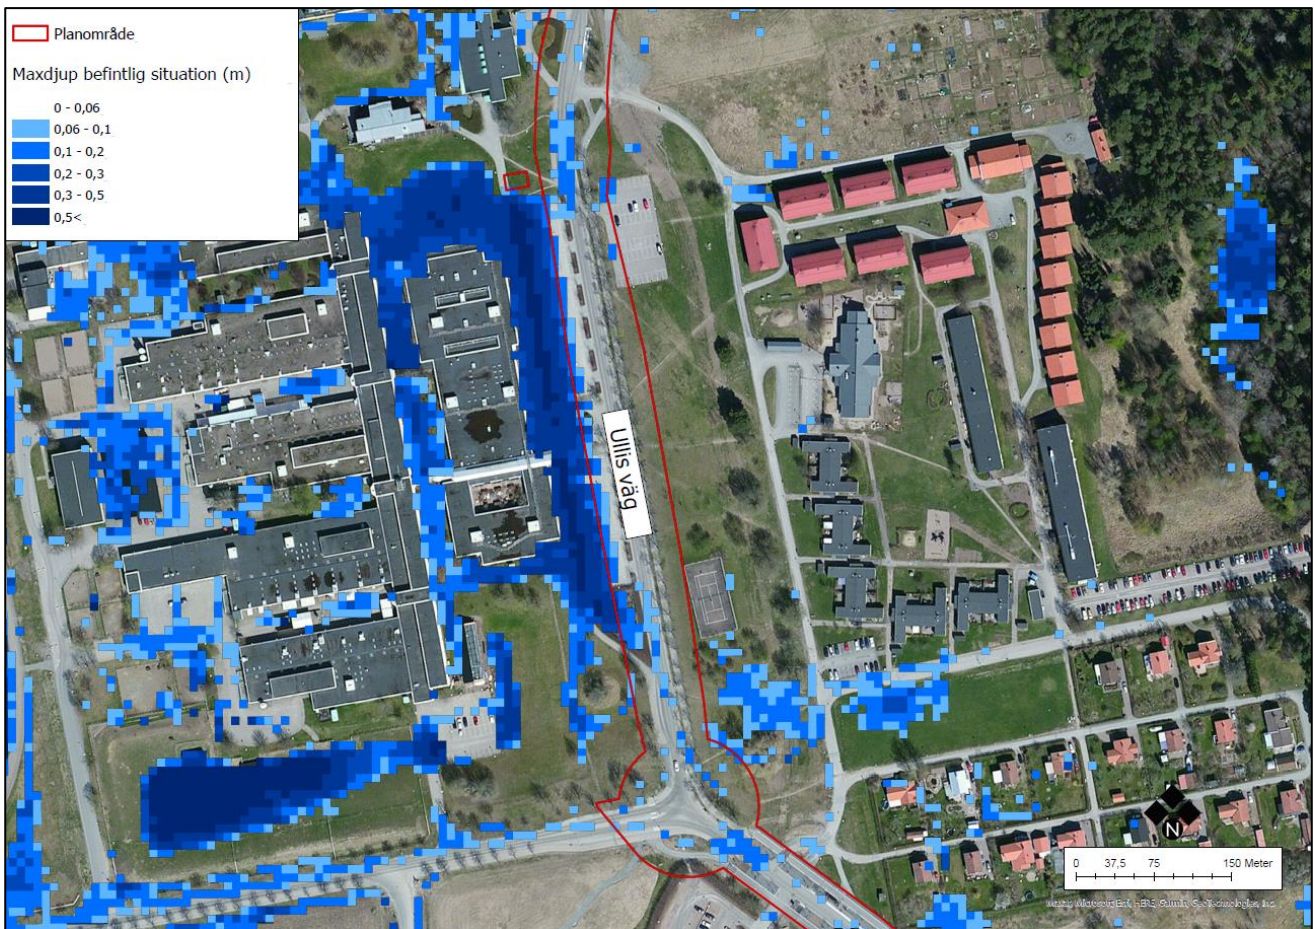 Planområde
Maxdjup befintlig situation (m)
0 - 0,06
0,06 - 0,1
0,1 - 0,2
0,2 - 0,3
0,3 - 0,5
0,5<
Ullis väg
N
0 37,5 75 150 Meter